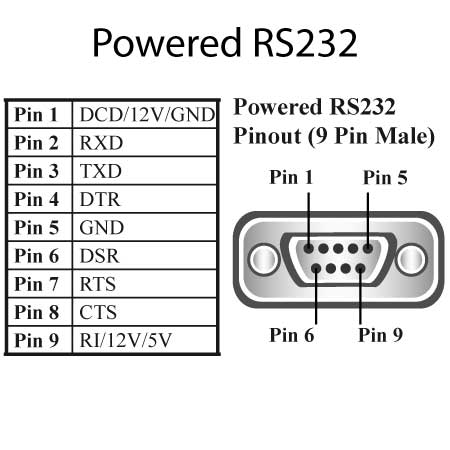 Powered RS232
Pin 1 DCD/12V/GND
Pin 2 RXD
Pin 3 TXD
Pin 4 DTR
Pin 5 GND
Pin 6 DSR
Pin 7 RTS
Pin 8 CTS
Pin 9 RI/12V/5V
Powered RS232
Pinout (9 Pin Male)
Pin 1 Pin 5
Pin 6 Pin 9